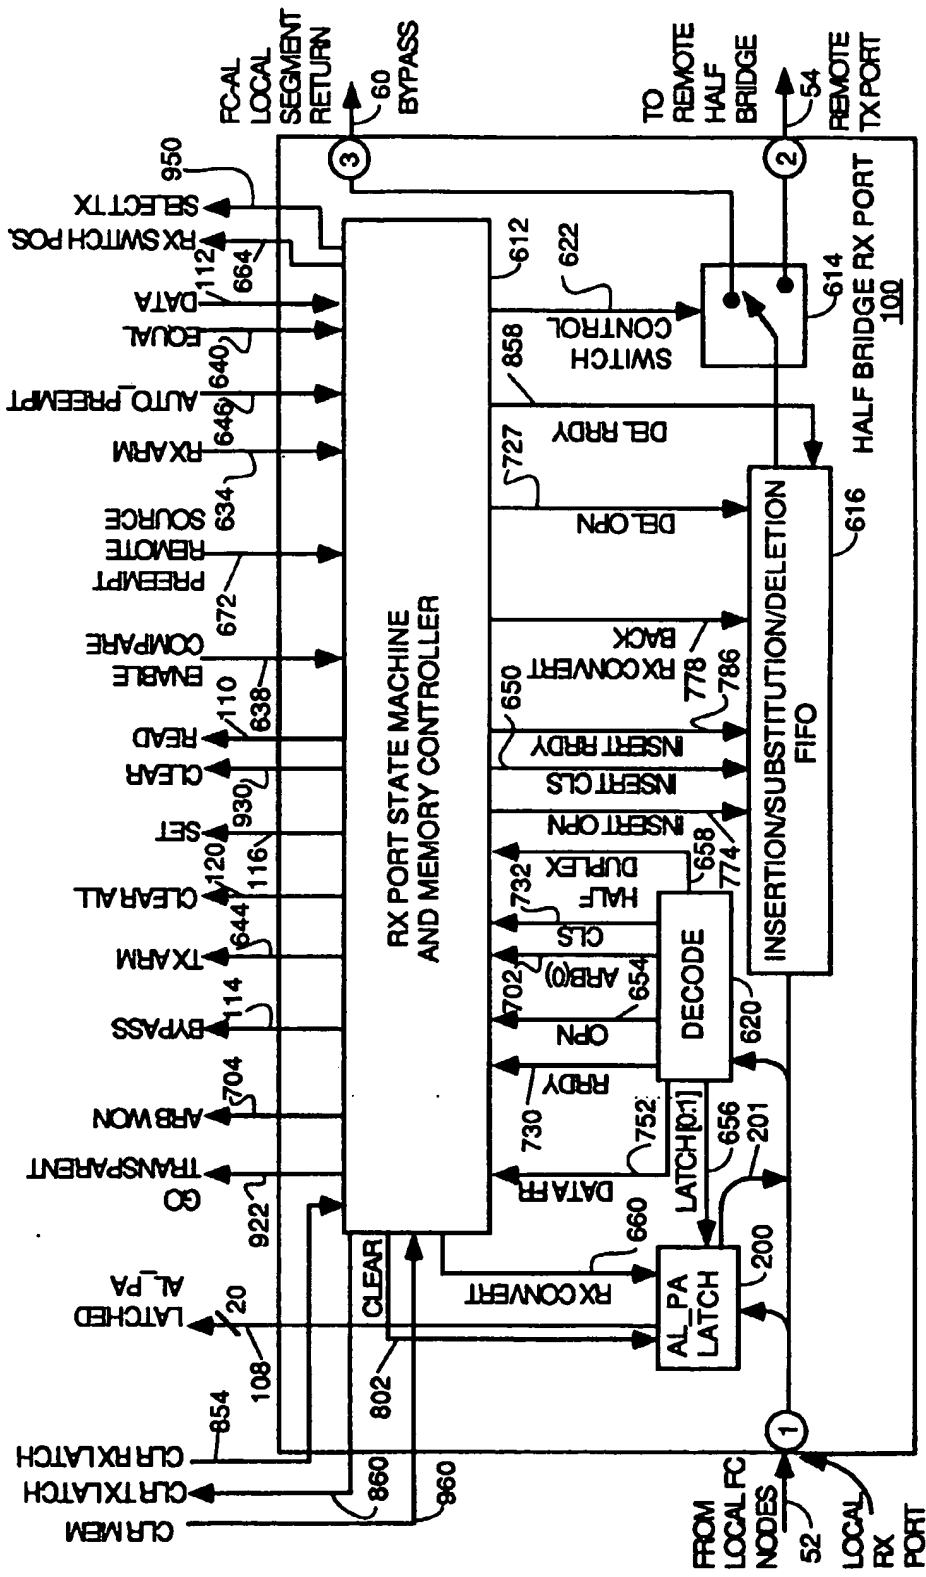 CLR MEM
960
CLR TX LATCH
860
CLR RX LATCH
854
LATCHED
AL_PA
20
108
GO
TRANSPARENT
922
ARB WON
704
BYPASS
114
TX ARM
644
CLEAR ALL
120
SET
116
CLEAR
930
READ
110
ENABLE
COMPARE
638
PREEMPT
REMOTE
SOURCE
672
RX ARM
634
AUTO_PREEMPT
646
EQUAL
640
DATA
112
RX SWITCH POS.
664
SELECT TX
950
FC-AL
LOCAL
SEGMENT
RETURN
60
BYPASS
3
RX PORT STATE MACHINE
AND MEMORY CONTROLLER
612
CLEAR
802
RX CONVERT
660
DATA FR
752
RRDY
730
OPN
654
ARB(0)
702
CLS
732
HALF
DUPLEX
658
INSERT OPN
774
INSERT CLS
650
INSERT RRDY
786
RX CONVERT
BACK
778
DEL OPN
727
DEL RRDY
858
SWITCH
CONTROL
622
614
AL_PA
LATCH
200
LATCH[0:1]
656
201
DECODE
620
INSERTION/SUBSTITUTION/DELETION
FIFO
616
HALF BRIDGE RX PORT
100
TO
REMOTE
HALF
BRIDGE
2
54
REMOTE
TX PORT
FROM
LOCAL FC
NODES
52
1
LOCAL
RX
PORT